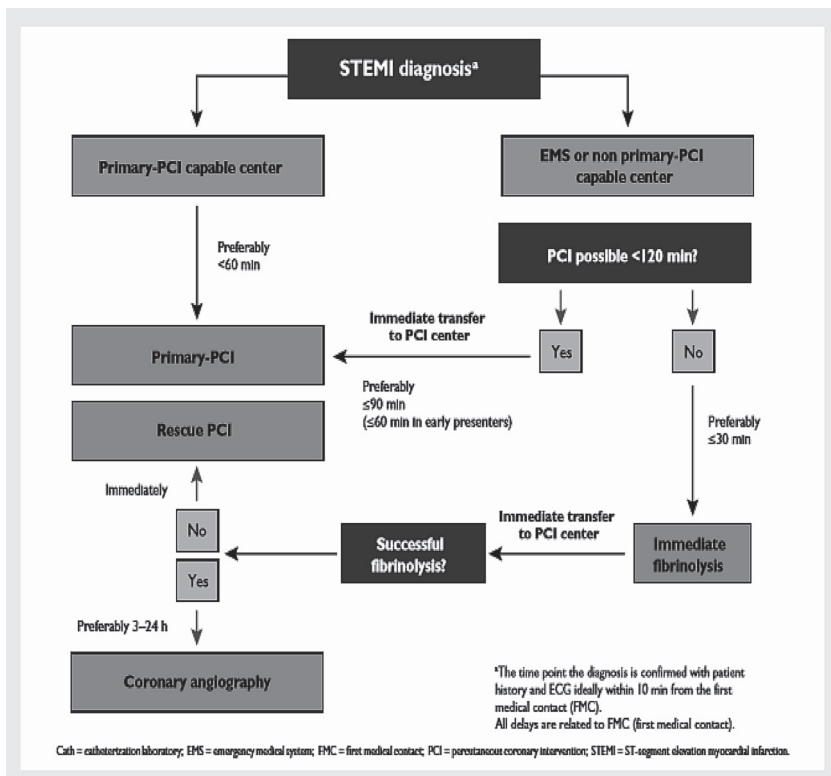 STEMI diagnosisª
Primary-PCI capable center
EMS or non primary-PCI
capable center
Preferably
<60 min
PCI possible <120 min?
Immediate transfer
to PCI center
Yes
No
Primary-PCI
Preferably
≤90 min
(≤60 min in early presenters)
Preferably
≤30 min
Rescue PCI
Immediately
No
Yes
Successful
fibrinolysis?
Immediate transfer
to PCI center
Immediate
fibrinolysis
Preferably 3–24 h
Coronary angiography
ªThe time point the diagnosis is confirmed with patient
history and ECG ideally within 10 min from the first
medical contact (FMC).
All delays are related to FMC (first medical contact).
Cath = catheterization laboratory; EMS = emergency medical system; FMC = first medical contact; PCI = percutaneous coronary intervention; STEMI = ST-segment elevation myocardial infarction.